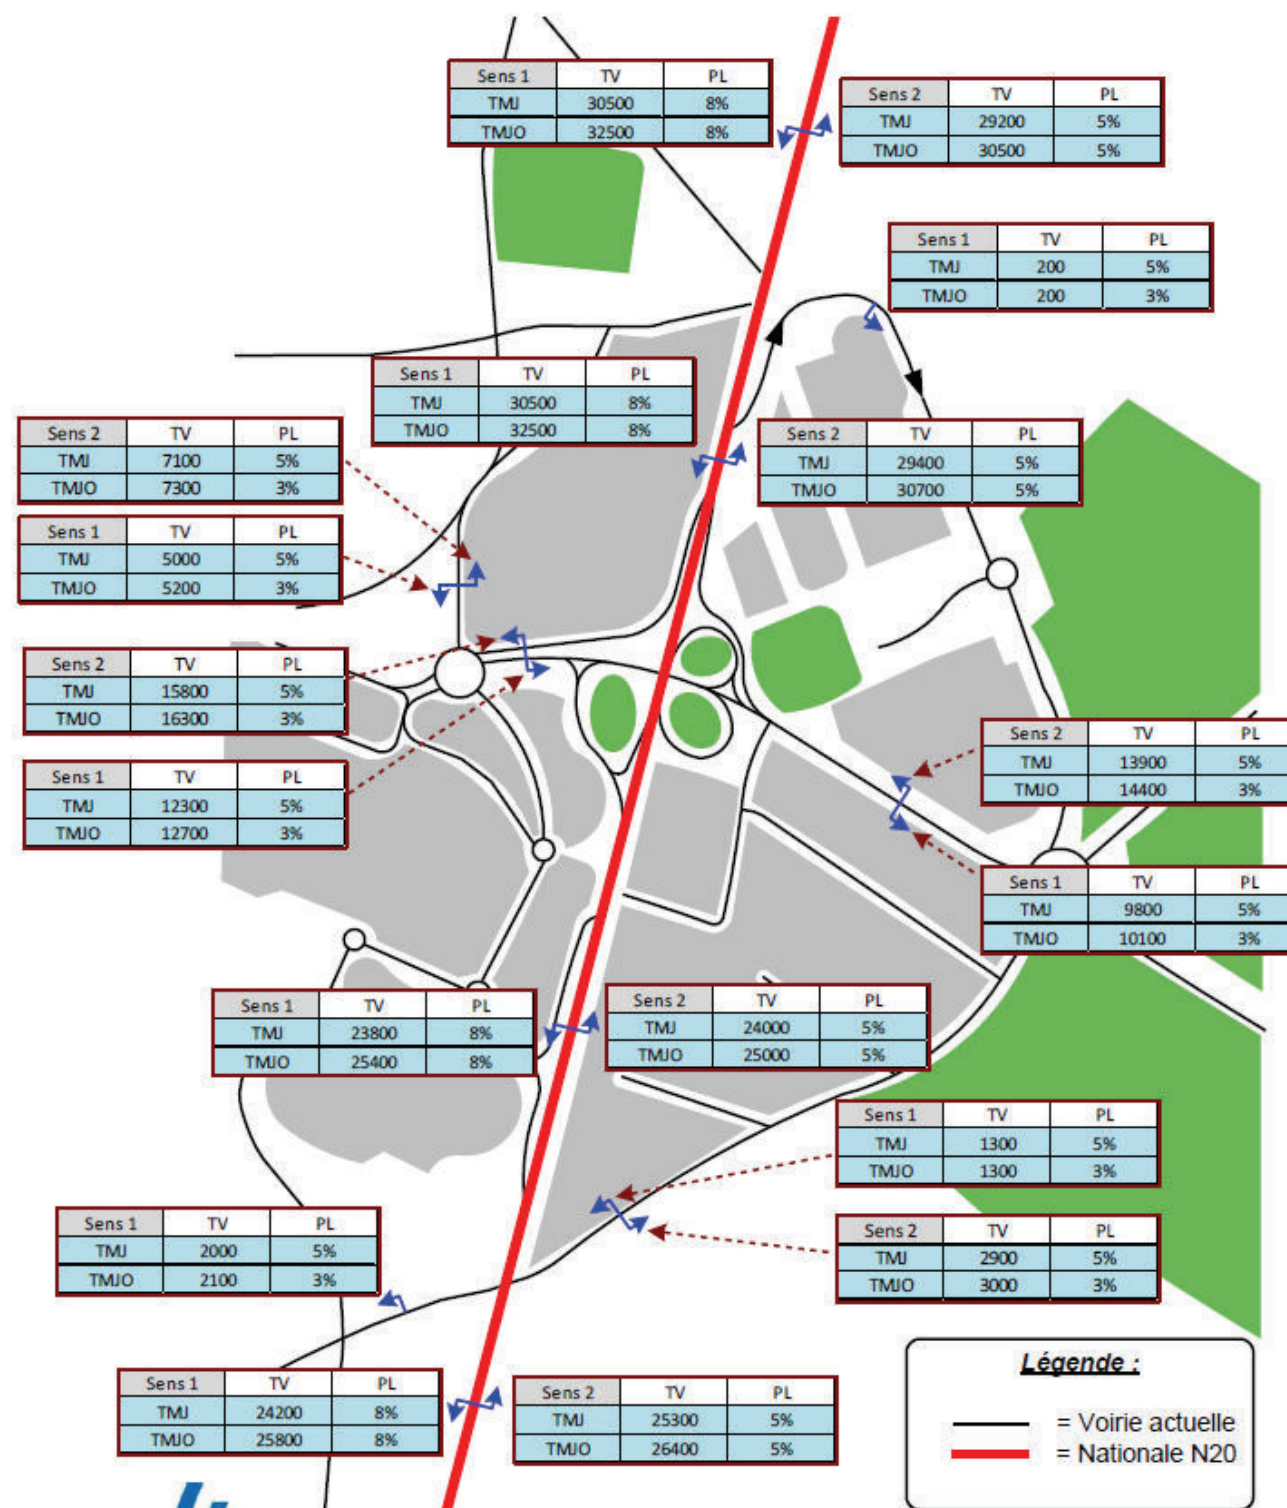 Sens 1 TV PL
TMJ 30500 8%
TMJO 32500 8%
Sens 2 TV PL
TMJ 29200 5%
TMJO 30500 5%
Sens 1 TV PL
TMJ 200 5%
TMJO 200 3%
Sens 1 TV PL
TMJ 30500 8%
TMJO 32500 8%
Sens 2 TV PL
TMJ 29400 5%
TMJO 30700 5%
Sens 2 TV PL
TMJ 7100 5%
TMJO 7300 3%
Sens 1 TV PL
TMJ 5000 5%
TMJO 5200 3%
Sens 2 TV PL
TMJ 15800 5%
TMJO 16300 3%
Sens 1 TV PL
TMJ 12300 5%
TMJO 12700 3%
Sens 2 TV PL
TMJ 13900 5%
TMJO 14400 3%
Sens 1 TV PL
TMJ 9800 5%
TMJO 10100 3%
Sens 1 TV PL
TMJ 23800 8%
TMJO 25400 8%
Sens 2 TV PL
TMJ 24000 5%
TMJO 25000 5%
Sens 1 TV PL
TMJ 1300 5%
TMJO 1300 3%
Sens 2 TV PL
TMJ 2900 5%
TMJO 3000 3%
Sens 1 TV PL
TMJ 2000 5%
TMJO 2100 3%
Sens 1 TV PL
TMJ 24200 8%
TMJO 25800 8%
Sens 2 TV PL
TMJ 25300 5%
TMJO 26400 5%
Légende :
= Voirie actuelle
= Nationale N20